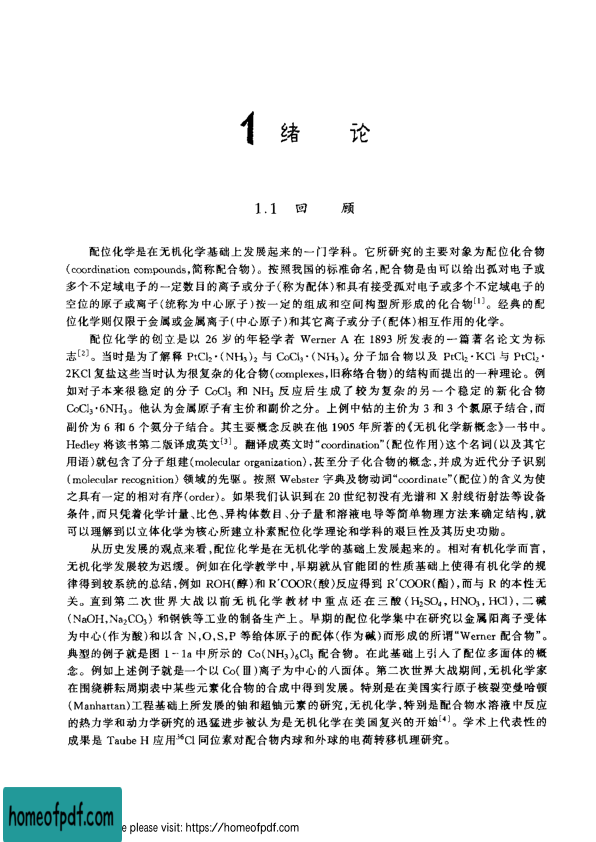 1 绪 论
1.1 回 顾
配位化学是在无机化学基础上发展起来的一门学科。它所研究的主要对象为配位化合物
(coordination compounds,简称配合物)。按照我国的标准命名,配合物是由可以给出孤对电子或
多个不定域电子的一定数目的离子或分子(称为配体)和具有接受孤对电子或多个不定域电子的
空位的原子或离子(统称为中心原子)按一定的组成和空间构型所形成的化合物[1]。经典的配
位化学则仅限于金属或金属离子(中心原子)和其它离子或分子(配体)相互作用的化学。
配位化学的创立是以 26 岁的年轻学者 Werner A 在 1893 所发表的一篇著名论文为标
志[2]。当时是为了解释 PtCl₂·(NH₃)₂ 与 CoCl₃·(NH₃)₆ 分子加合物以及 PtCl₂·KCl 与 PtCl₂·
2KCl 复盐这些当时认为很复杂的化合物(complexes,旧称络合物)的结构而提出的一种理论。例
如对于本来很稳定的分子 CoCl₃ 和 NH₃ 反应后生成了较为复杂的另一个稳定的新化合物
CoCl₃·6NH₃。他认为金属原子有主价和副价之分。上例中钴的主价为 3 和 3 个氯原子结合,而
副价为 6 和 6 个氨分子结合。其主要概念反映在他 1905 年所著的《无机化学新概念》一书中。
Hedley 将该书第二版译成英文[3]。翻译成英文时“coordination”(配位作用)这个名词(以及其它
用语)就包含了分子组建(molecular organization),甚至分子化合物的概念,并成为近代分子识别
(molecular recognition) 领域的先驱。按照 Webster 字典及物动词“coordinate”(配位)的含义为使
之具有一定的相对有序(order)。如果我们认识到在 20 世纪初没有光谱和 X 射线衍射法等设备
条件,而只凭着化学计量、比色、异构体数目、分子量和溶液电导等简单物理方法来确定结构,就
可以理解到以立体化学为核心所建立朴素配位化学理论和学科的艰巨性及其历史功勋。
从历史发展的观点来看,配位化学是在无机化学的基础上发展起来的。相对有机化学而言,
无机化学发展较为迟缓。例如在化学教学中,早期就从官能团的性质基础上使得有机化学的规
律得到较系统的总结,例如 ROH(醇)和 R′COOR(酸)反应得到 R′COOR(酯),而与 R 的本性无
关。直到第二次世界大战以前无机化学教材中重点还在三酸(H₂SO₄, HNO₃, HCl),二碱
(NaOH,Na₂CO₃) 和钢铁等工业的制备生产上。早期的配位化学集中在研究以金属阳离子受体
为中心(作为酸)和以含 N,O,S,P 等给体原子的配体(作为碱)而形成的所谓“Werner 配合物”。
典型的例子就是图 1-1a 中所示的 Co(NH₃)₆Cl₃ 配合物。在此基础上引入了配位多面体的概
念。例如上述例子就是一个以 Co(Ⅲ)离子为中心的八面体。第二次世界大战期间,无机化学家
在围绕耕耘周期表中某些元素化合物的合成中得到发展。特别是在美国实行原子核裂变曼哈顿
(Manhattan)工程基础上所发展的铀和超铀元素的研究,无机化学,特别是配合物水溶液中反应
的热力学和动力学研究的迅猛进步被认为是无机化学在美国复兴的开始[4]。学术上代表性的
成果是 Taube H 应用³⁶Cl 同位素对配合物内球和外球的电荷转移机理研究。
homeofpdf.com
e please visit: https://homeofpdf.com